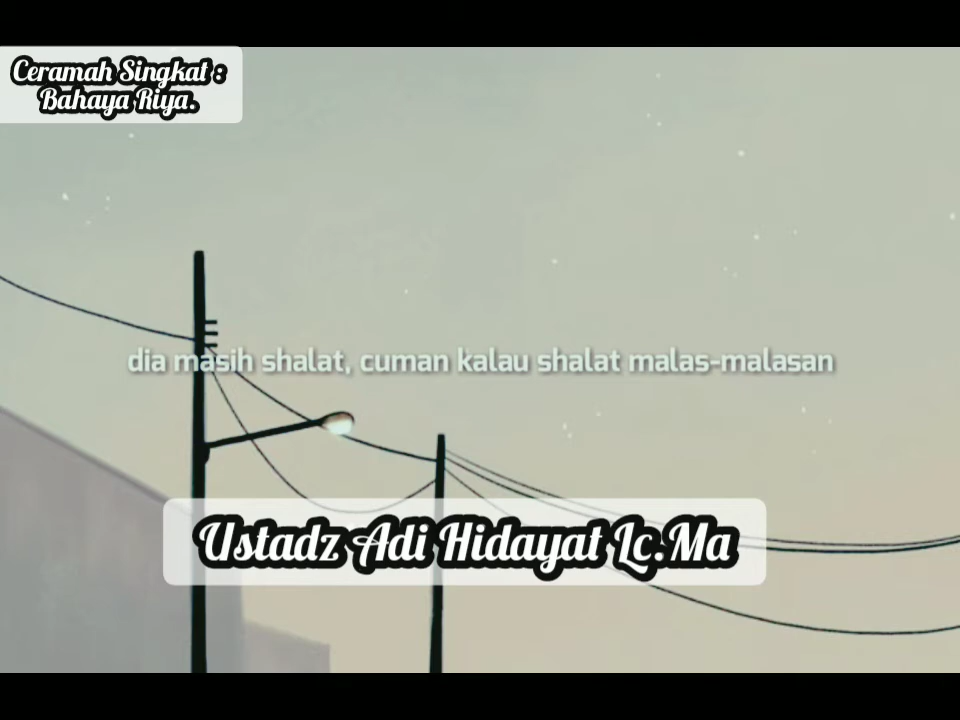 Ceramah Singkat :
Bahaya Riya.
dia masih shalat, cuman kalau shalat malas-malasan
Ustadz Adi Hidayat Lc.Ma